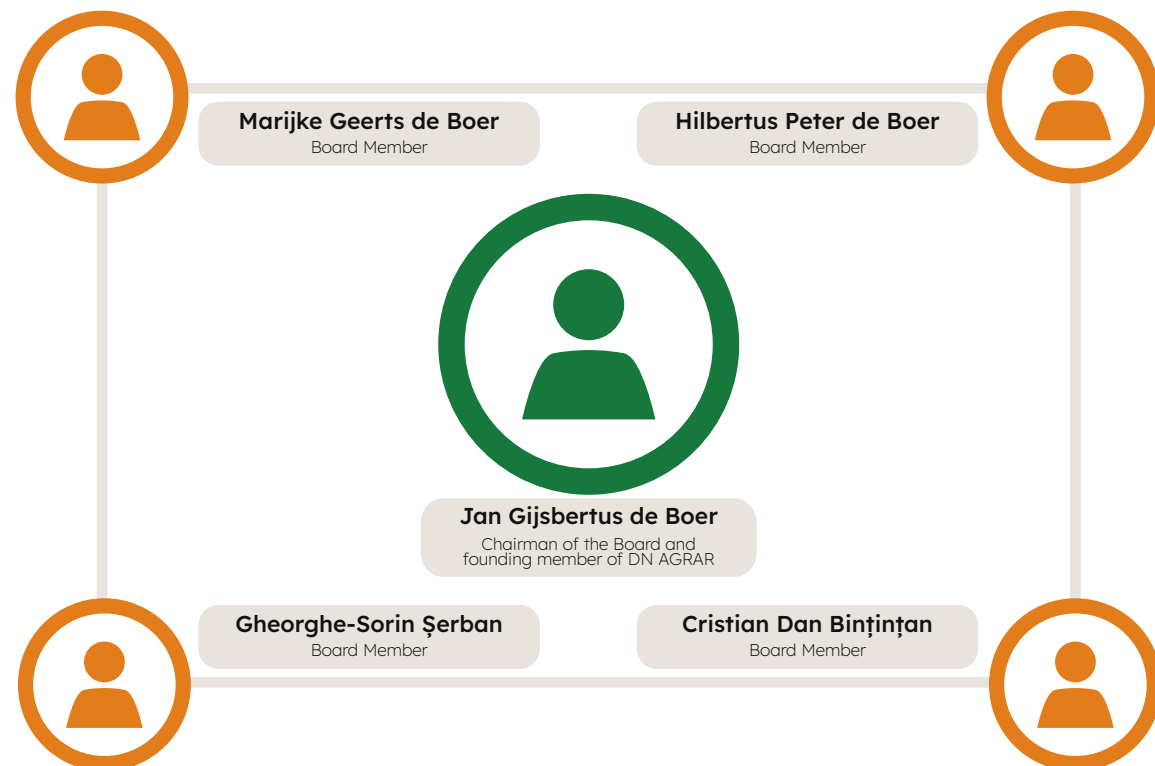 Marijke Geerts de Boer
Board Member
Hilbertus Peter de Boer
Board Member
Jan Gijsbertus de Boer
Chairman of the Board and
founding member of DN AGRAR
Gheorghe-Sorin Șerban
Board Member
Cristian Dan Bințințan
Board Member